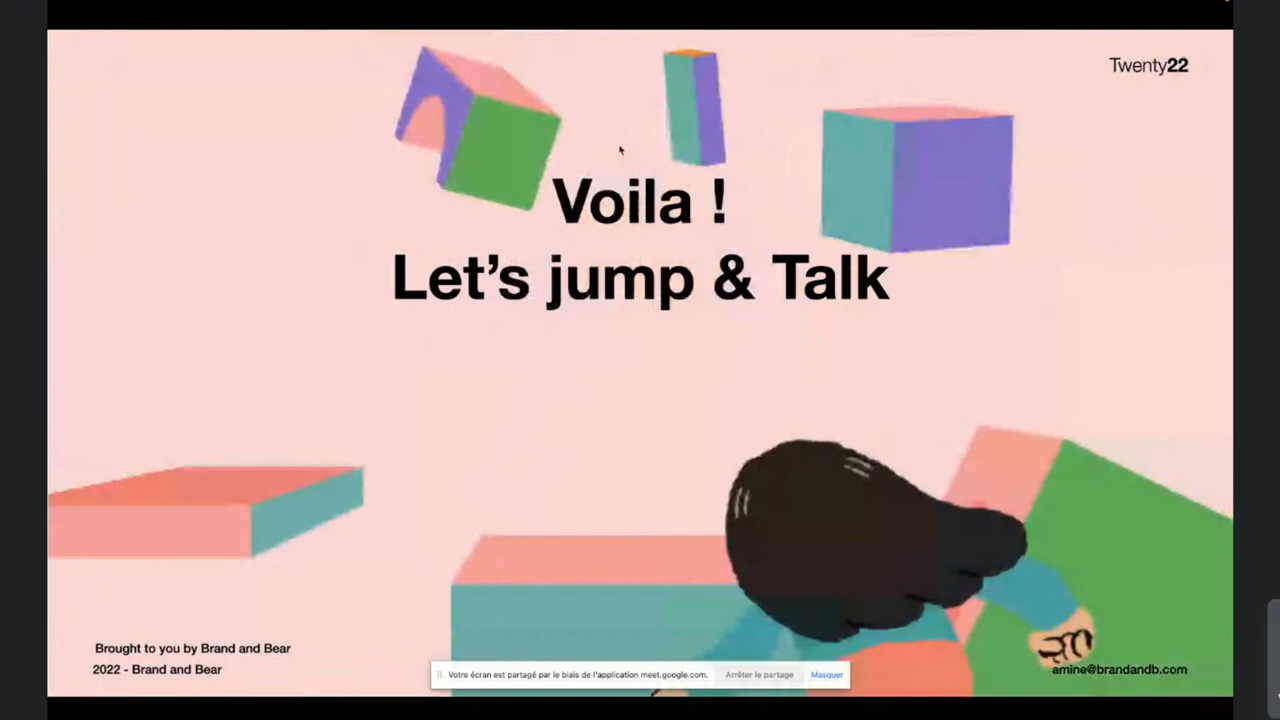 Twenty22
Voila !
Let's jump & Talk
Brought to you by Brand and Bear
2022 - Brand and Bear
amine@brandandb.com
Votre écran est partagé par le biais de l'application meet.google.com.
Arrêter le partage
Masquer